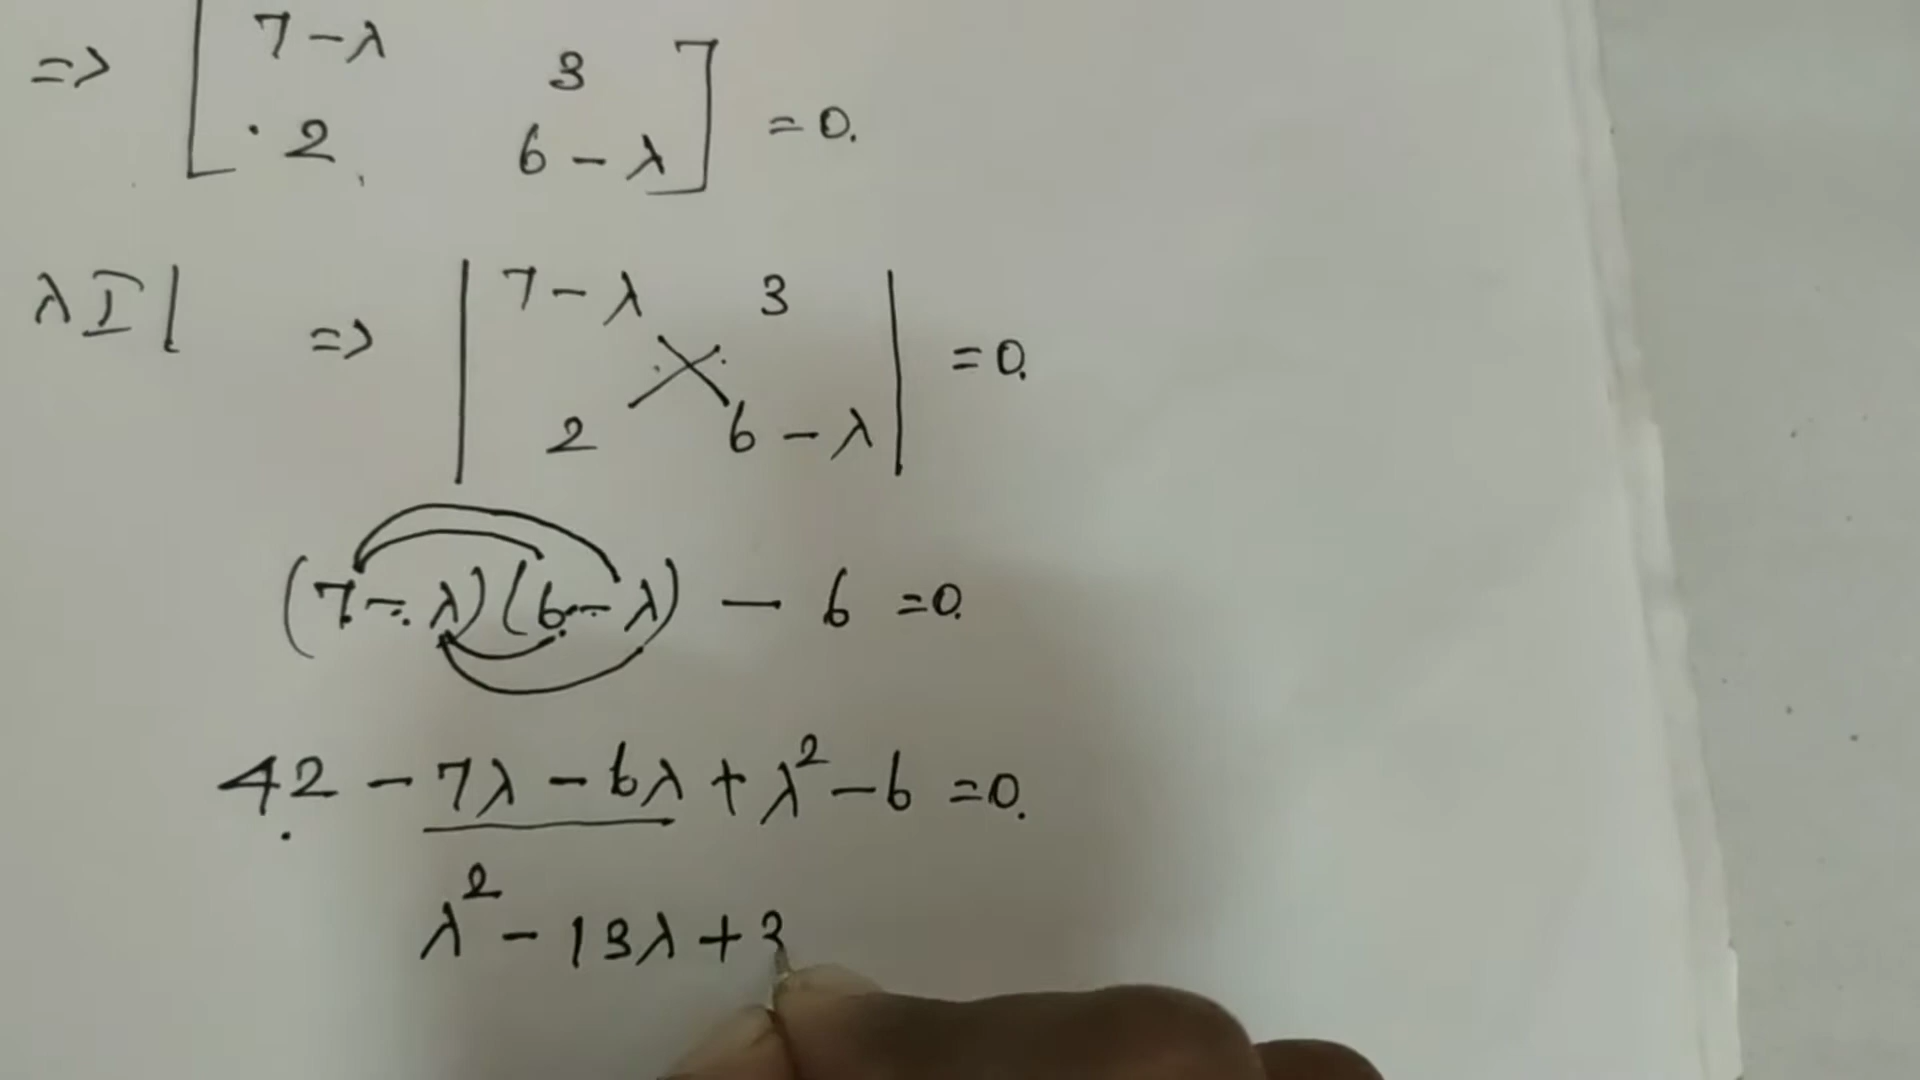 => [ 7-λ 3
2 6-λ ] =0.
λI| => | 7-λ 3
2 6-λ | =0.
(7-λ)(6-λ) - 6 =0.
42 - 7λ - 6λ + λ² - 6 =0.
λ² - 13λ + 3